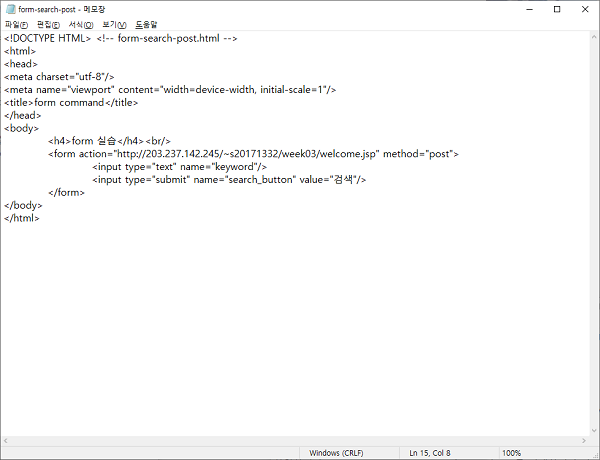 form-search-post - 메모장
파일(F) 편집(E) 서식(O) 보기(V) 도움말
<!DOCTYPE HTML> <!-- form-search-post.html -->
<html>
<head>
<meta charset="utf-8"/>
<meta name="viewport" content="width=device-width, initial-scale=1"/>
<title>form command</title>
</head>
<body>
<h4>form 실습</h4><br/>
<form action="http://203.237.142.245/~s20171332/week03/welcome.jsp" method="post">
<input type="text" name="keyword"/>
<input type="submit" name="search_button" value="검색"/>
</form>
</body>
</html>
Windows (CRLF) Ln 15, Col 8 100%